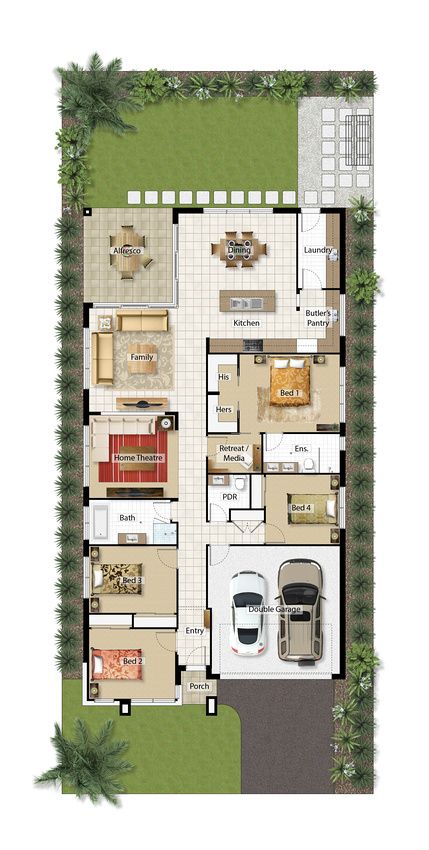 Alfresco
Dining
Laundry
Kitchen
Butler's
Pantry
Family
His
Hers
Bed 1
Home Theatre
Retreat /
Media
Ens.
PDR
Bed 4
Bath
Bed 3
Double Garage
Entry
Bed 2
Porch